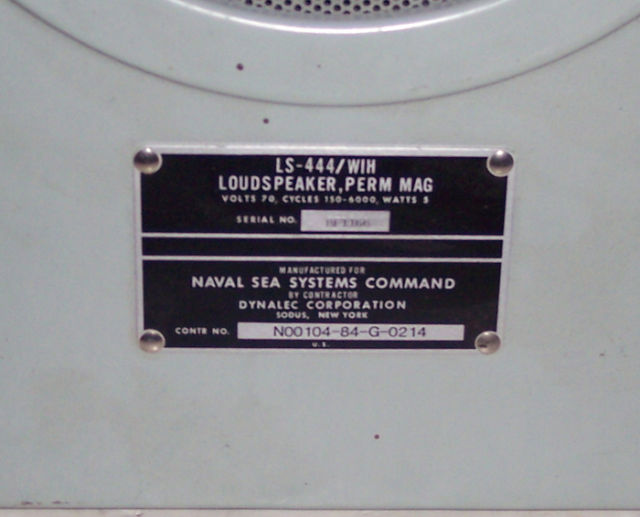 LS-444/WIH
LOUDSPEAKER, PERM MAG
VOLTS 70, CYCLES 150-6000, WATTS 5
SERIAL NO.
MANUFACTURED FOR
NAVAL SEA SYSTEMS COMMAND
BY CONTRACTOR
DYNALEC CORPORATION
SODUS, NEW YORK
CONTR NO. N00104-84-G-0214
U.S.